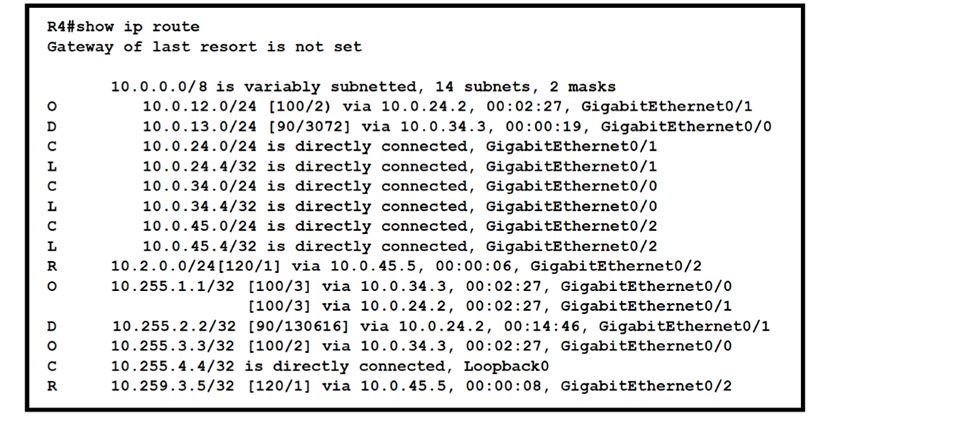 R4#show ip route
Gateway of last resort is not set
10.0.0.0/8 is variably subnetted, 14 subnets, 2 masks
O 10.0.12.0/24 [100/2) via 10.0.24.2, 00:02:27, GigabitEthernet0/1
D 10.0.13.0/24 [90/3072] via 10.0.34.3, 00:00:19, GigabitEthernet0/0
C 10.0.24.0/24 is directly connected, GigabitEthernet0/1
L 10.0.24.4/32 is directly connected, GigabitEthernet0/1
C 10.0.34.0/24 is directly connected, GigabitEthernet0/0
L 10.0.34.4/32 is directly connected, GigabitEthernet0/0
C 10.0.45.0/24 is directly connected, GigabitEthernet0/2
L 10.0.45.4/32 is directly connected, GigabitEthernet0/2
R 10.2.0.0/24[120/1] via 10.0.45.5, 00:00:06, GigabitEthernet0/2
O 10.255.1.1/32 [100/3] via 10.0.34.3, 00:02:27, GigabitEthernet0/0
[100/3] via 10.0.24.2, 00:02:27, GigabitEthernet0/1
D 10.255.2.2/32 [90/130616] via 10.0.24.2, 00:14:46, GigabitEthernet0/1
O 10.255.3.3/32 [100/2] via 10.0.34.3, 00:02:27, GigabitEthernet0/0
C 10.255.4.4/32 is directly connected, Loopback0
R 10.259.3.5/32 [120/1] via 10.0.45.5, 00:00:08, GigabitEthernet0/2